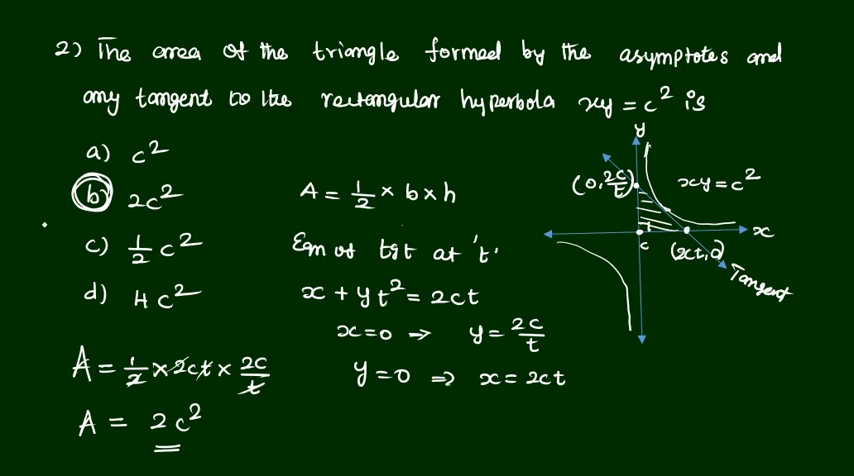 2) The area of the triangle formed by the asymptotes and
any tangent to the rectangular hyperbola xy = c² is
a) c²
b) 2c²
c) 1/2 c²
d) 4c²
A = 1/2 × b × h
Eqn of tgt at 't'
x + yt² = 2ct
x = 0 → y = 2c/t
y = 0 ⇒ x = 2ct
A = 1/2 × 2ct × 2c/t
A = 2c²
y
(0, 2c/t)
xy = c²
x
c
(2ct, 0)
Tangent